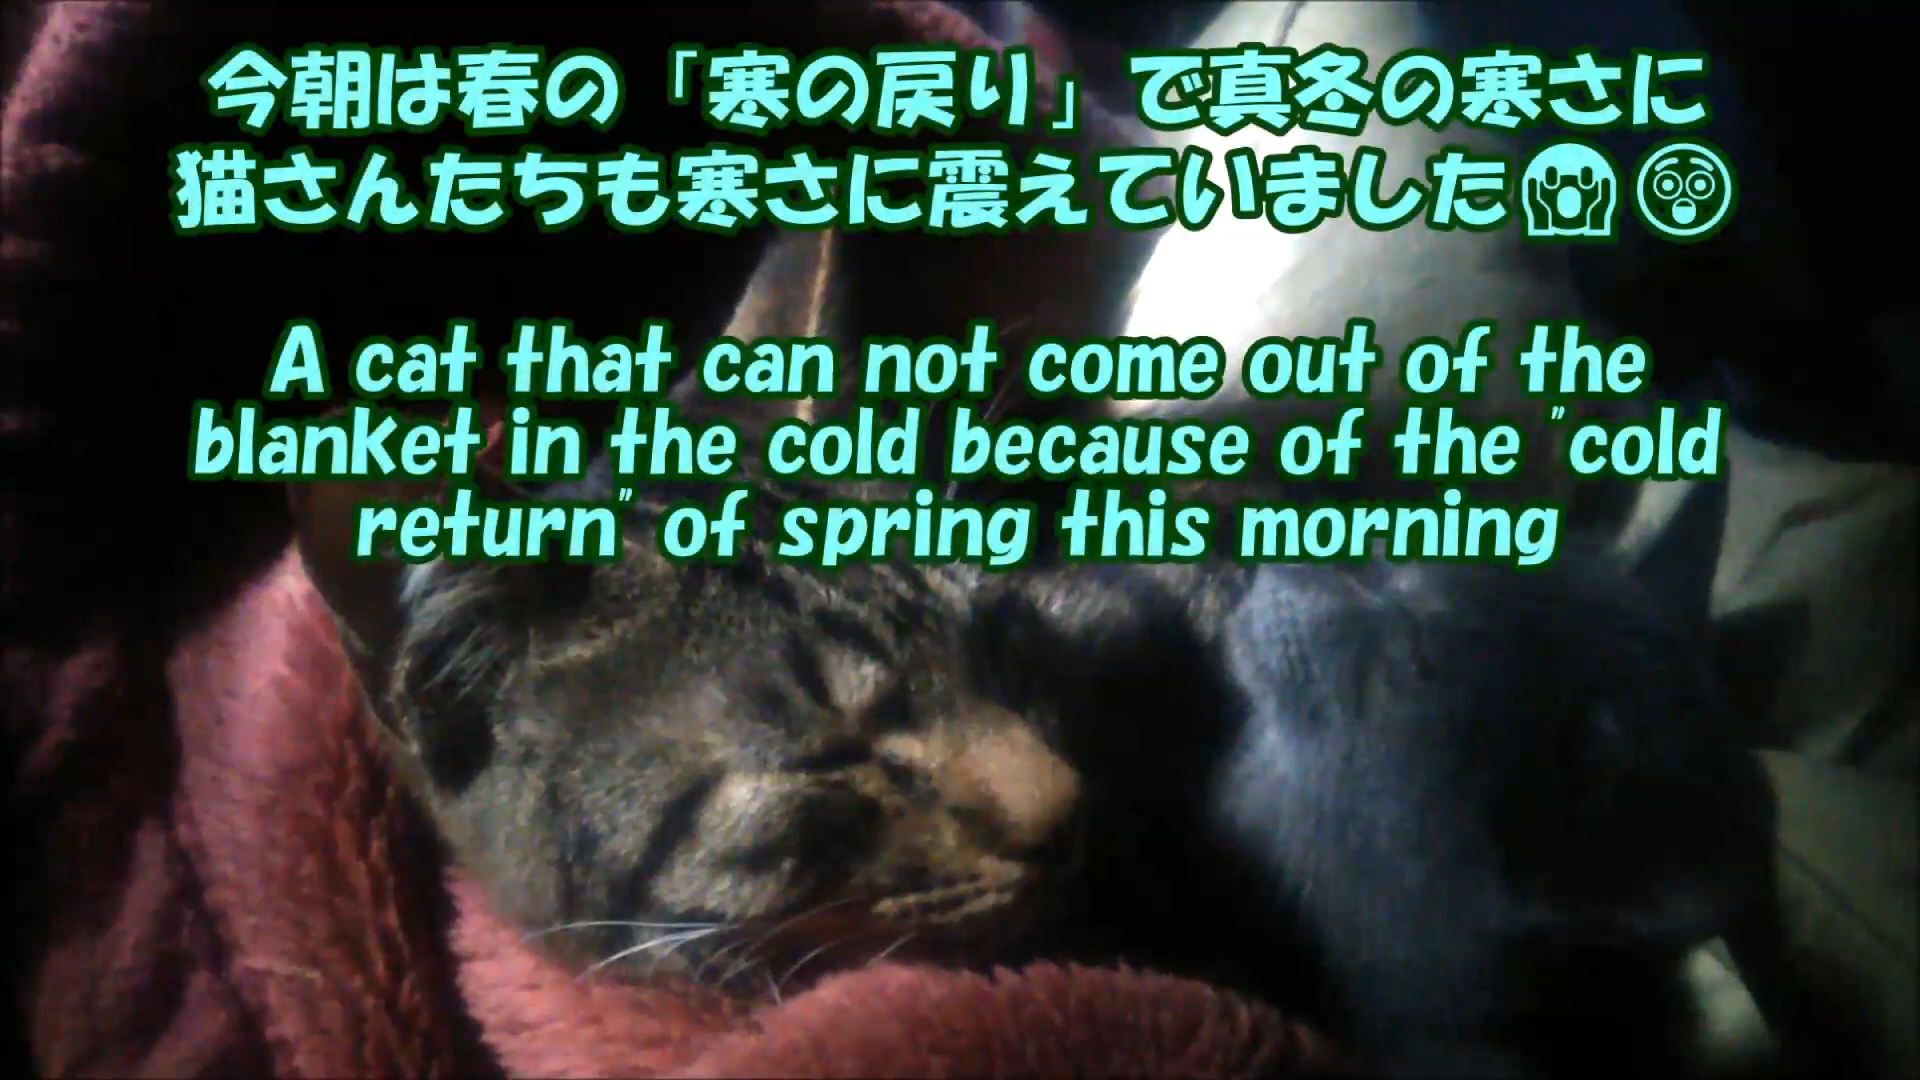 今朝は春の「寒の戻り」で真冬の寒さに
猫さんたちも寒さに震えていました😱😲
A cat that can not come out of the
blanket in the cold because of the "cold
return" of spring this morning